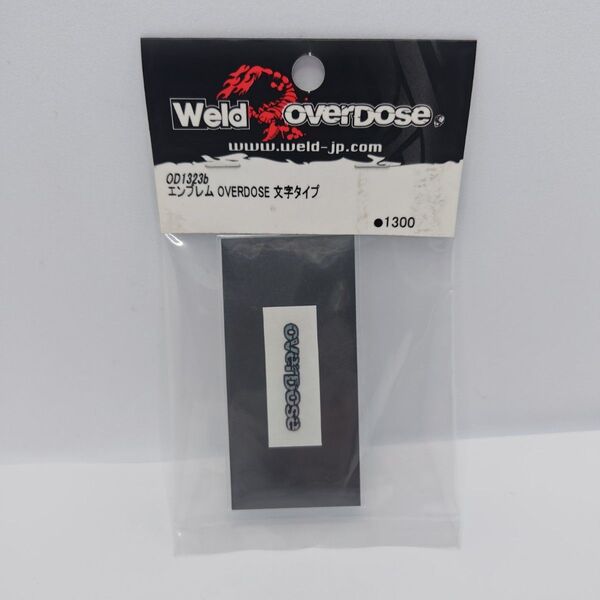 Weld OVERDOSE.
www.weld-jp.com
OD1323b
エンブレム OVERDOSE 文字タイプ
●1300
OVERDOSE